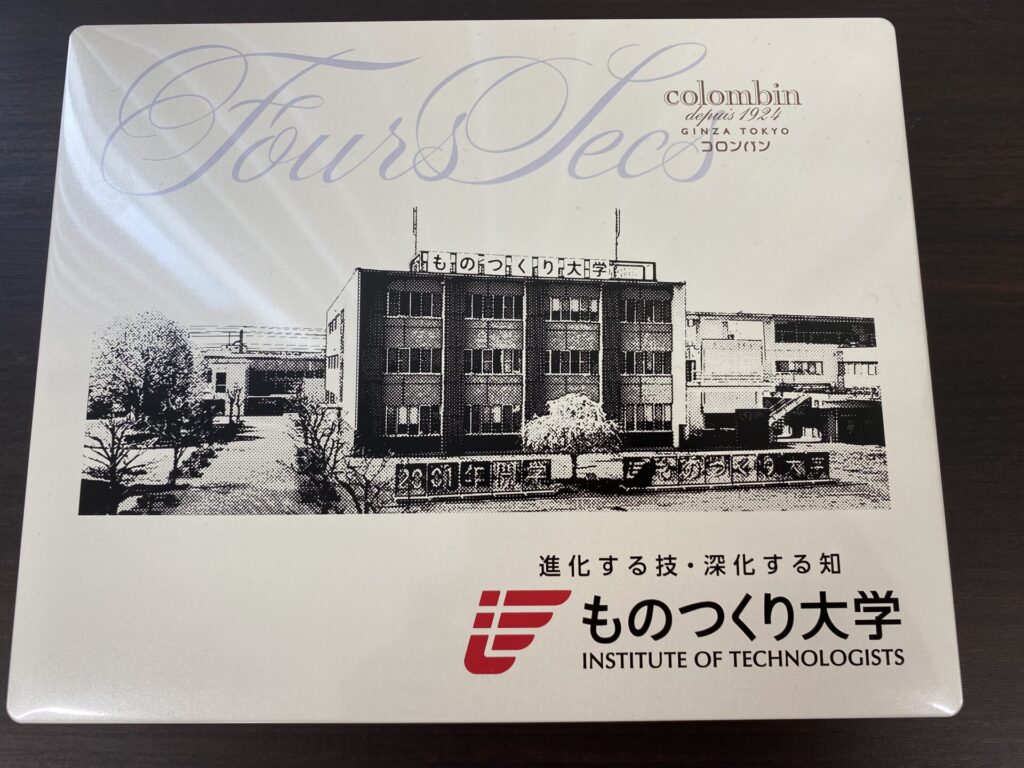 Fours Secs
colombin
depuis 1924
GINZA TOKYO
コロンバン
ものつくり大学
2001年開学
ものつくり大学
進化する技・深化する知
ものつくり大学
INSTITUTE OF TECHNOLOGISTS